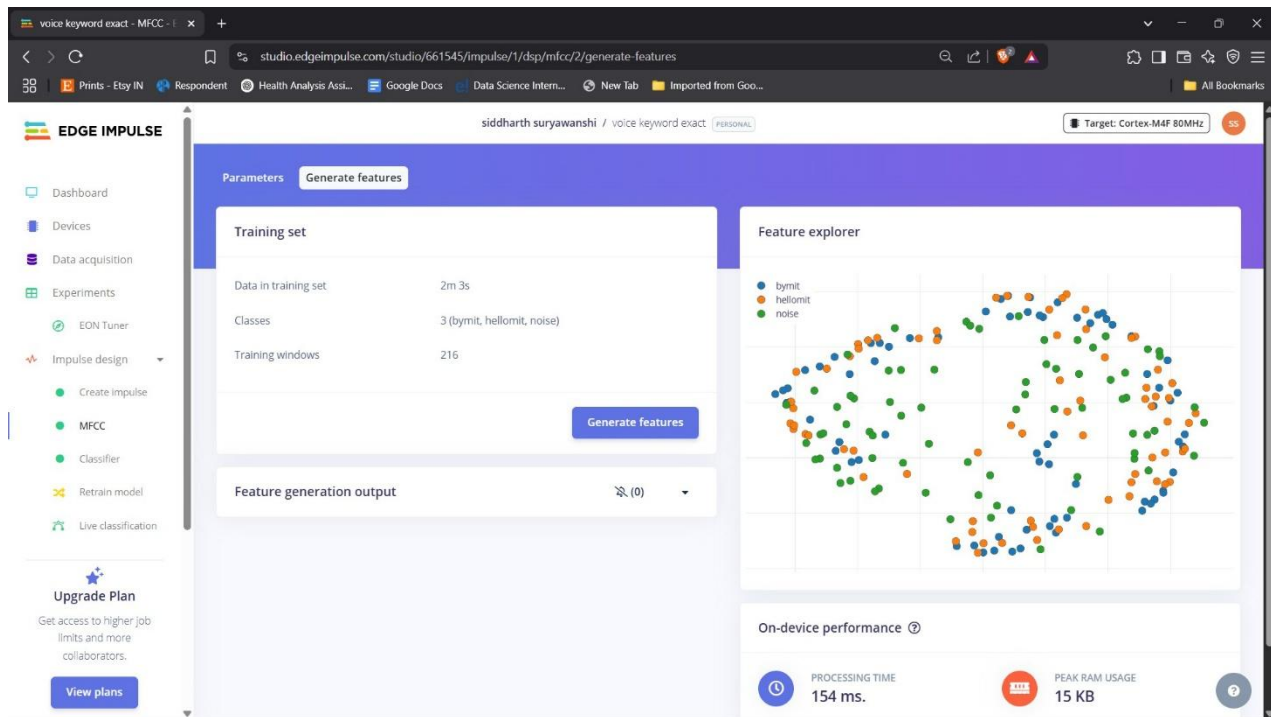 voice keyword exact - MFCC - E
studio.edgeimpulse.com/studio/661545/impulse/1/dsp/mfcc/2/generate-features
Prints - Etsy IN Respondent Health Analysis Assi... Google Docs Data Science Intern... New Tab Imported from Goo... All Bookmarks
EDGE IMPULSE
siddharth suryawanshi / voice keyword exact PERSONAL Target: Cortex-M4F 80MHz SS
Dashboard
Devices
Data acquisition
Experiments
EON Tuner
Impulse design
Create impulse
MFCC
Classifier
Retrain model
Live classification
Upgrade Plan
Get access to higher job
limits and more
collaborators.
View plans
Parameters Generate features
Training set
Data in training set 2m 3s
Classes 3 (bymit, hellomit, noise)
Training windows 216
Generate features
Feature generation output (0)
Feature explorer
bymit
hellomit
noise
On-device performance ?
PROCESSING TIME
154 ms.
PEAK RAM USAGE
15 KB
?